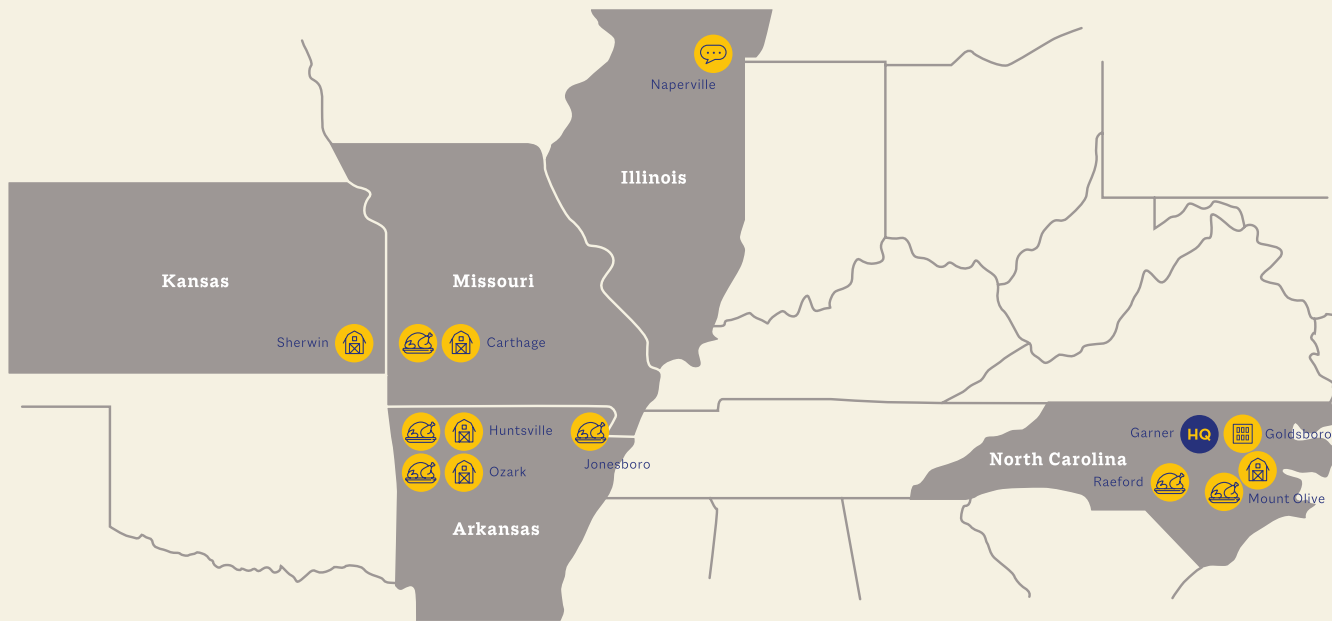 Naperville
Illinois
Kansas
Missouri
Sherwin
Carthage
Huntsville
Jonesboro
Ozark
Arkansas
Garner
HQ
Goldsboro
North Carolina
Raeford
Mount Olive